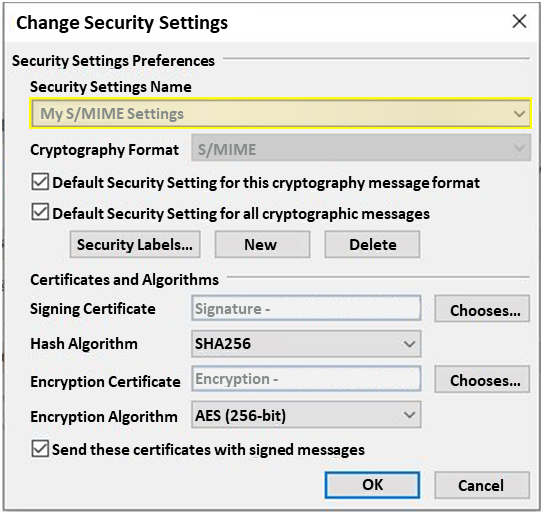 Change Security Settings
Security Settings Preferences
Security Settings Name
My S/MIME Settings
Cryptography Format S/MIME
Default Security Setting for this cryptography message format
Default Security Setting for all cryptographic messages
Security Labels... New Delete
Certificates and Algorithms
Signing Certificate Signature - Chooses...
Hash Algorithm SHA256
Encryption Certificate Encryption - Chooses...
Encryption Algorithm AES (256-bit)
Send these certificates with signed messages
OK Cancel